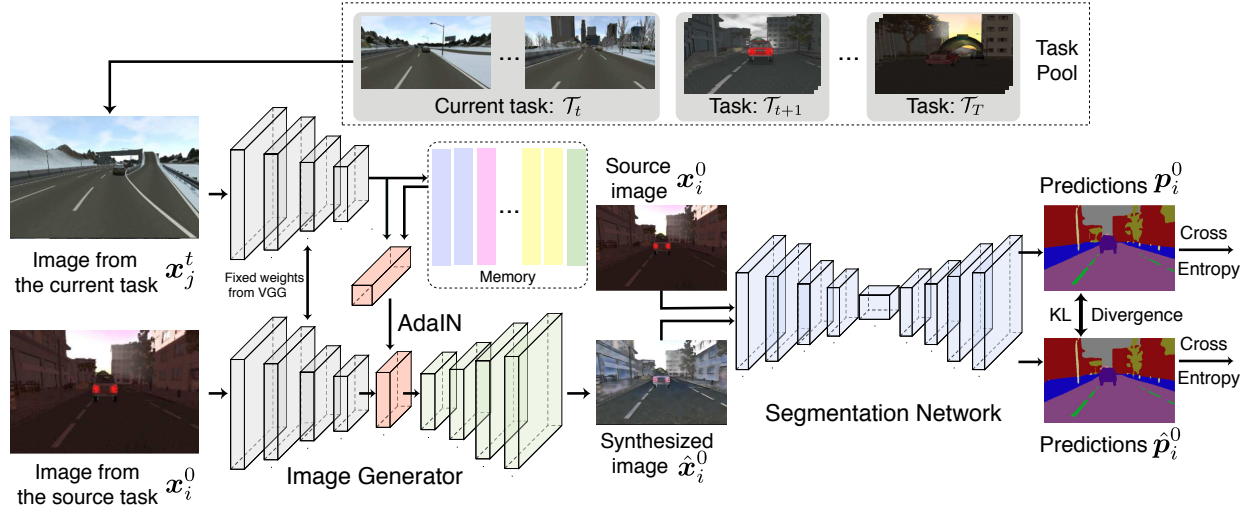 Task
Pool
...
...
Current task: 𝒯_t
Task: 𝒯_{t+1}
Task: 𝒯_T
Image from
the current task x_j^t
Fixed weights
from VGG
...
Memory
AdaIN
Image from
the source task x_i^0
Image Generator
Source
image x_i^0
Synthesized
image x̂_i^0
Segmentation Network
Predictions p_i^0
Cross
Entropy
KL Divergence
Cross
Entropy
Predictions p̂_i^0